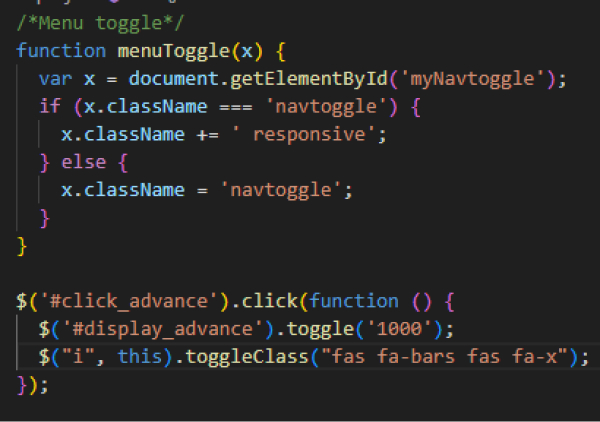 /*Menu toggle*/
function menuToggle(x) {
  var x = document.getElementById('myNavtoggle');
  if (x.className === 'navtoggle') {
    x.className += ' responsive';
  } else {
    x.className = 'navtoggle';
  }
}

$('#click_advance').click(function () {
  $('#display_advance').toggle('1000');
  $("i", this).toggleClass("fas fa-bars fas fa-x");
});